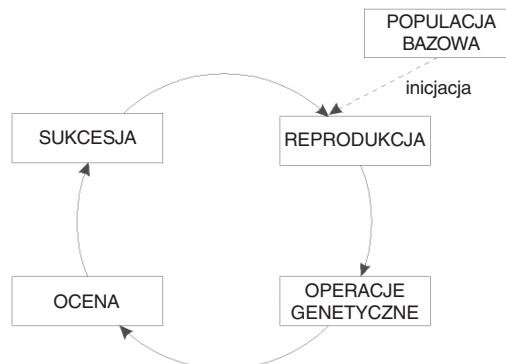 POPULACJA
BAZOWA
inicjacja
SUKCESJA
REPRODUKCJA
OCENA
OPERACJE
GENETYCZNE